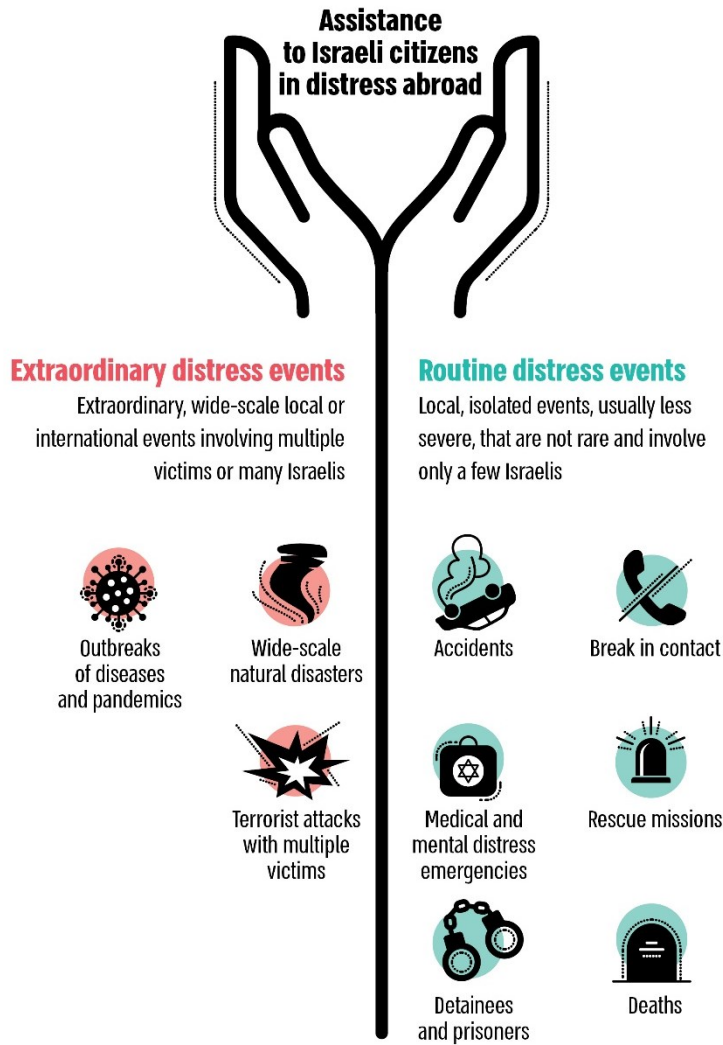 Assistance
to Israeli citizens
in distress abroad
Extraordinary distress events
Extraordinary, wide-scale local or
international events involving multiple
victims or many Israelis
Outbreaks
of diseases
and pandemics
Wide-scale
natural disasters
Terrorist attacks
with multiple
victims
Routine distress events
Local, isolated events, usually less
severe, that are not rare and involve
only a few Israelis
Accidents
Break in contact
Medical and
mental distress
emergencies
Rescue missions
Detainees
and prisoners
Deaths